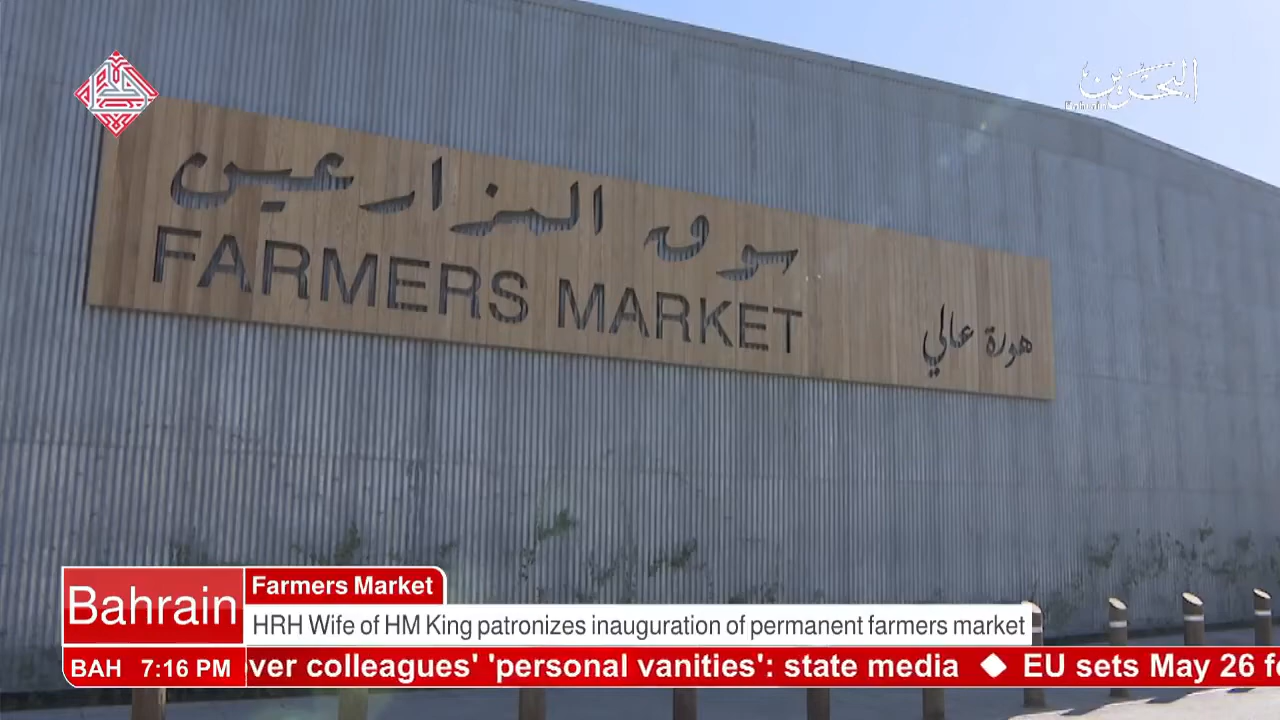 البحرين
Bahrain
سوق المزارعين
FARMERS MARKET
هورة عالي
Farmers Market
Bahrain
HRH Wife of HM King patronizes inauguration of permanent farmers market
BAH 7:16 PM ver colleagues' 'personal vanities': state media ◆ EU sets May 26 fo